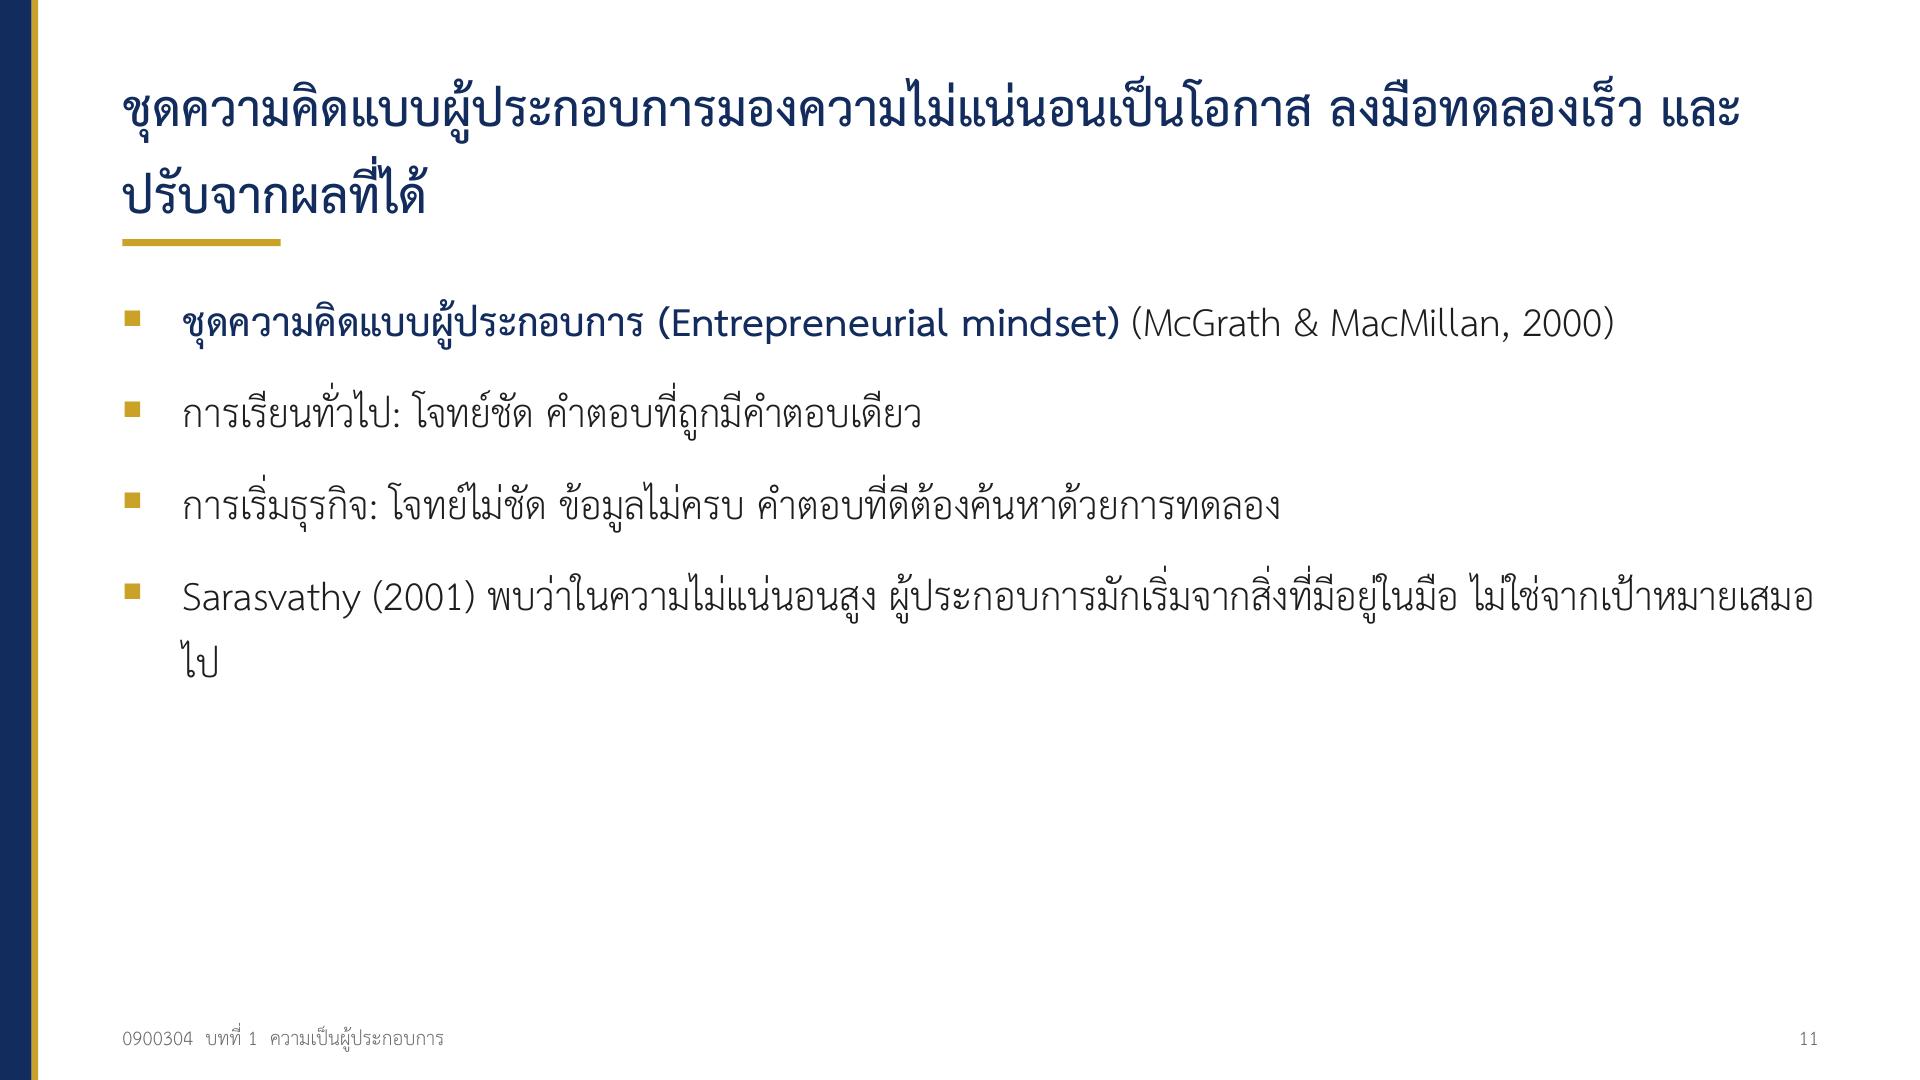 ชุดความคิดแบบผู้ประกอบการมองความไม่แน่นอนเป็นโอกาส ลงมือทดลองเร็ว และ
ปรับจากผลที่ได้
▪ ชุดความคิดแบบผู้ประกอบการ (Entrepreneurial mindset) (McGrath & MacMillan, 2000)
▪ การเรียนทั่วไป: โจทย์ชัด คำตอบที่ถูกมีคำตอบเดียว
▪ การเริ่มธุรกิจ: โจทย์ไม่ชัด ข้อมูลไม่ครบ คำตอบที่ดีต้องค้นหาด้วยการทดลอง
▪ Sarasvathy (2001) พบว่าในความไม่แน่นอนสูง ผู้ประกอบการมักเริ่มจากสิ่งที่มีอยู่ในมือ ไม่ใช่จากเป้าหมายเสมอ
ไป
0900304 บทที่ 1 ความเป็นผู้ประกอบการ
11